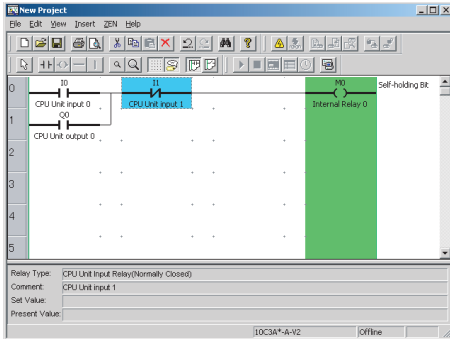 New Project
File Edit View Insert ZEN Help
0 I0 I1 M0 Self-holding Bit
CPU Unit input 0 CPU Unit input 1 Internal Relay 0
1 Q0
CPU Unit output 0
2
3
4
5
Relay Type: CPU Unit Input Relay(Normally Closed)
Comment: CPU Unit input 1
Set Value:
Present Value:
10C3A*-A-V2 Offline